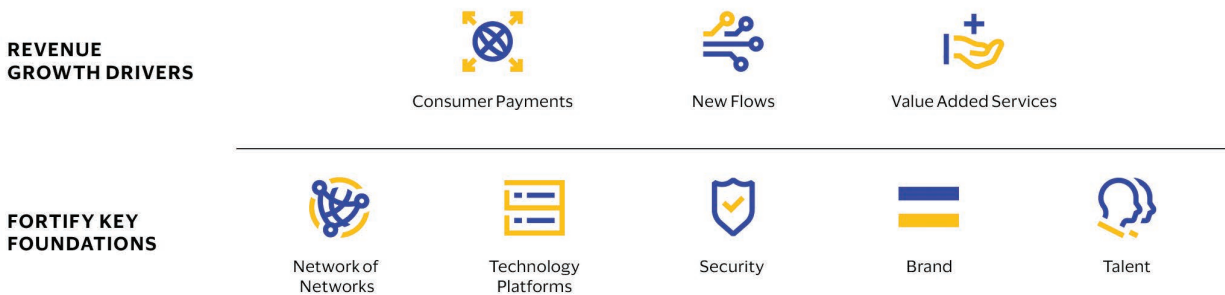 REVENUE
GROWTH DRIVERS
Consumer Payments
New Flows
Value Added Services
FORTIFY KEY
FOUNDATIONS
Network of
Networks
Technology
Platforms
Security
Brand
Talent